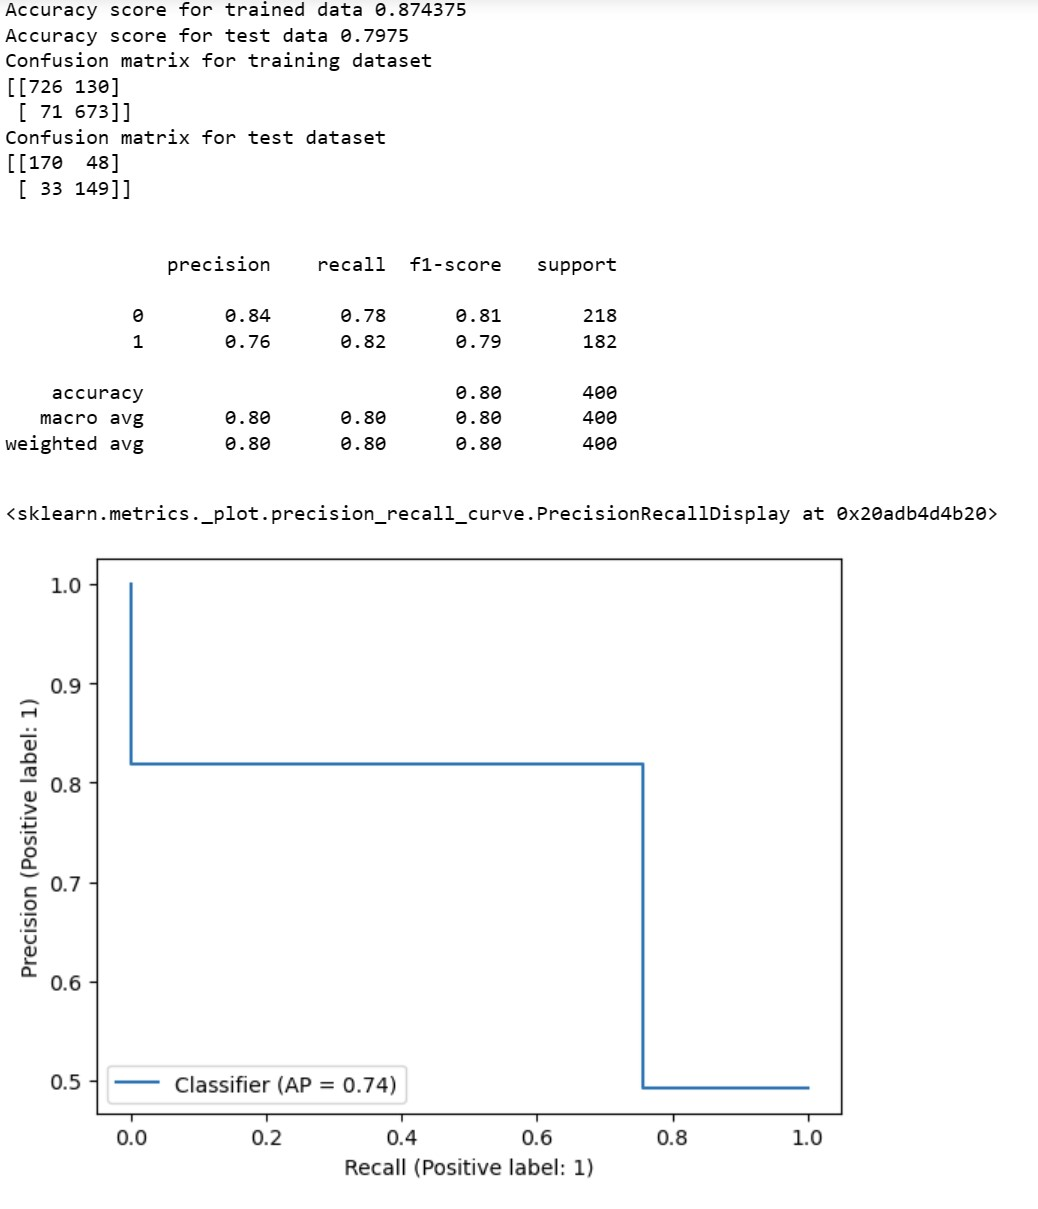 Accuracy score for trained data 0.874375
Accuracy score for test data 0.7975
Confusion matrix for training dataset
[[726 130]
 [ 71 673]]
Confusion matrix for test dataset
[[170  48]
 [ 33 149]]
precision    recall  f1-score   support
0       0.84      0.78      0.81       218
1       0.76      0.82      0.79       182
accuracy                           0.80       400
macro avg       0.80      0.80      0.80       400
weighted avg       0.80      0.80      0.80       400
<sklearn.metrics._plot.precision_recall_curve.PrecisionRecallDisplay at 0x20adb4d4b20>
1.0
0.9
0.8
0.7
0.6
0.5
Precision (Positive label: 1)
Classifier (AP = 0.74)
0.0 0.2 0.4 0.6 0.8 1.0
Recall (Positive label: 1)